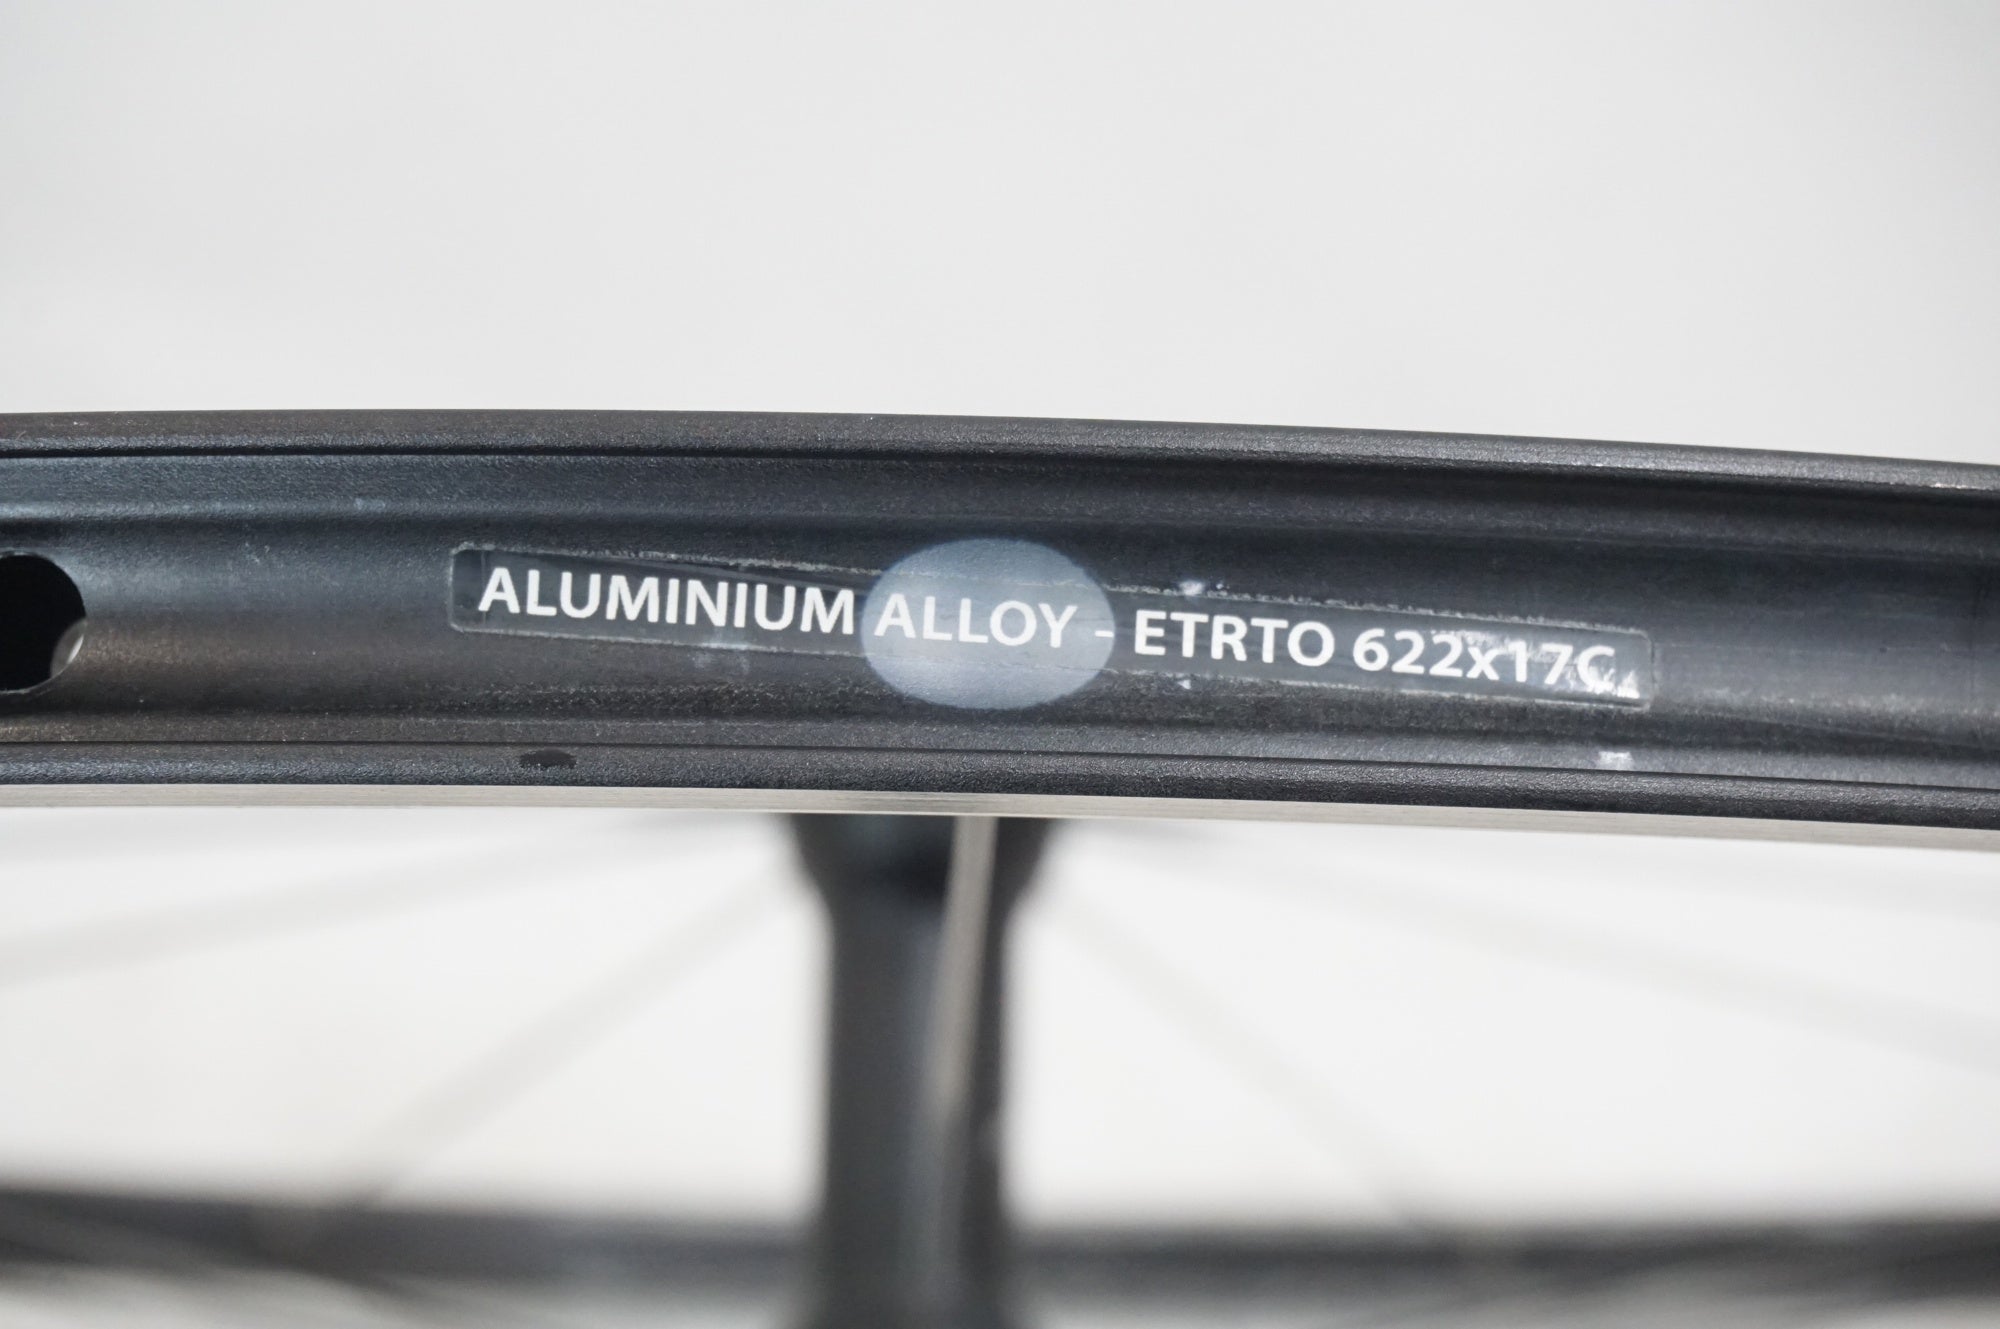 ALUMINIUM ALLOY - ETRTO 622x17C